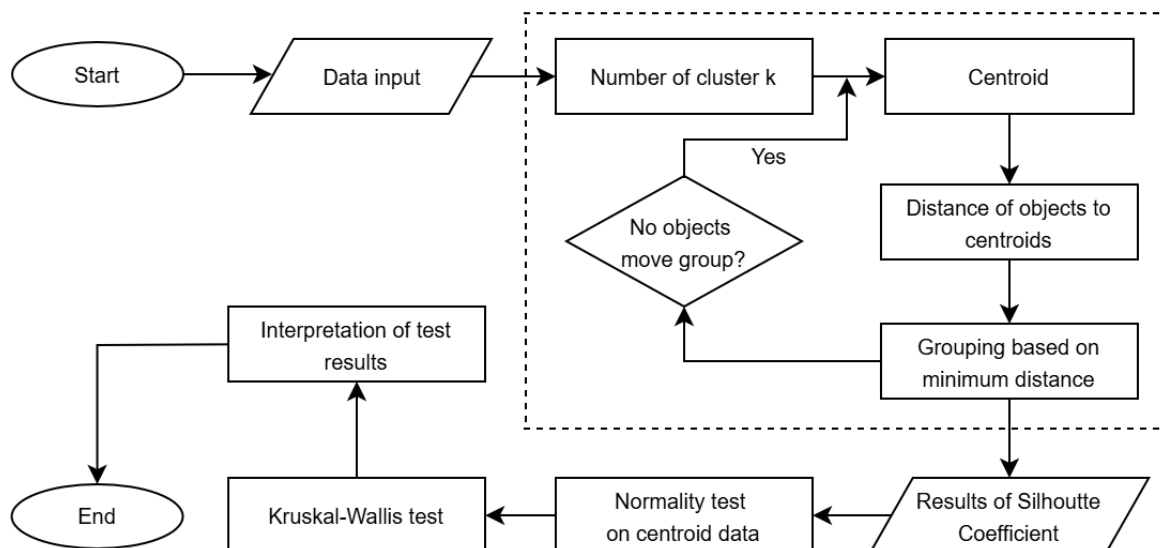 Start
Data input
Number of cluster k
Centroid
Yes
No objects
move group?
Distance of objects to
centroids
Grouping based on
minimum distance
Interpretation of test
results
End
Kruskal-Wallis test
Normality test
on centroid data
Results of Silhoutte
Coefficient